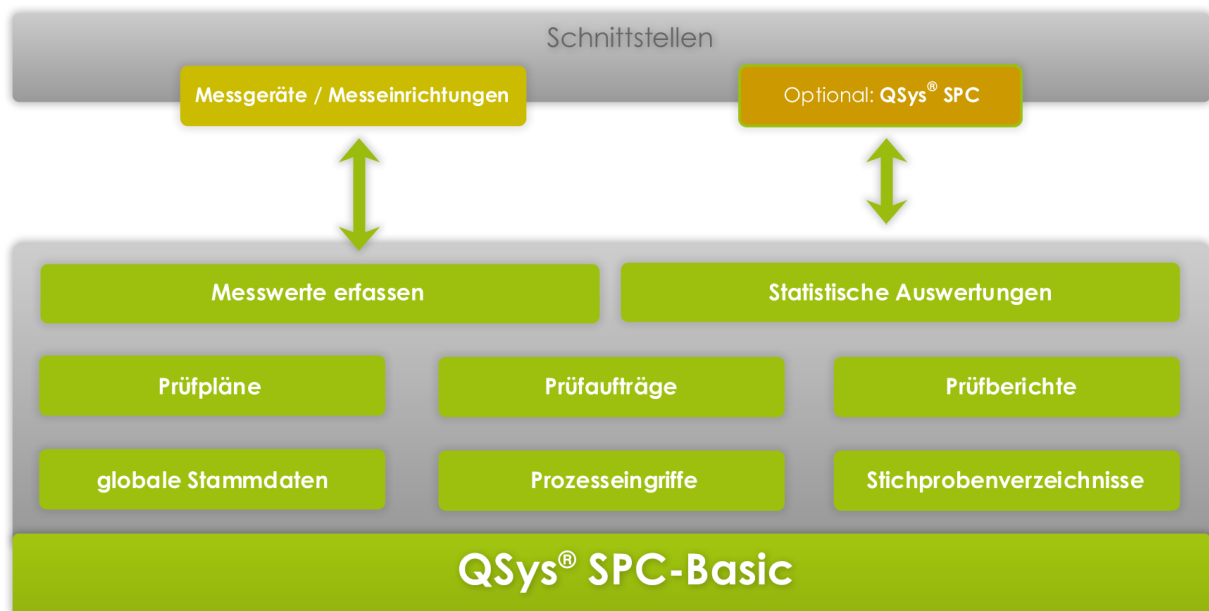 Schnittstellen
Messgeräte / Messeinrichtungen
Optional: QSys® SPC
Messwerte erfassen
Statistische Auswertungen
Prüfpläne
Prüfaufträge
Prüfberichte
globale Stammdaten
Prozesseingriffe
Stichprobenverzeichnisse
QSys® SPC-Basic